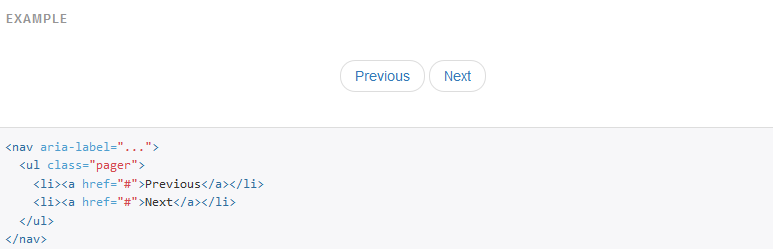 EXAMPLE
Previous Next
<nav aria-label="...">
  <ul class="pager">
    <li><a href="#">Previous</a></li>
    <li><a href="#">Next</a></li>
  </ul>
</nav>